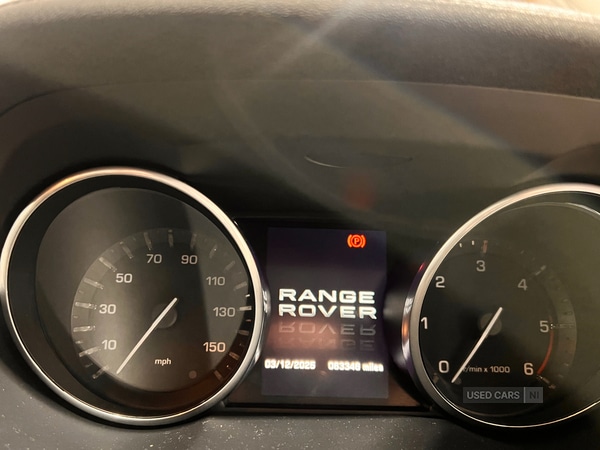 70 90
50 110
30 130
10 150
mph
(P)
RANGE
ROVER
03/12/2025 063348 miles
3
2 4
1 5
0 6
r/min x 1000
USED CARS NI